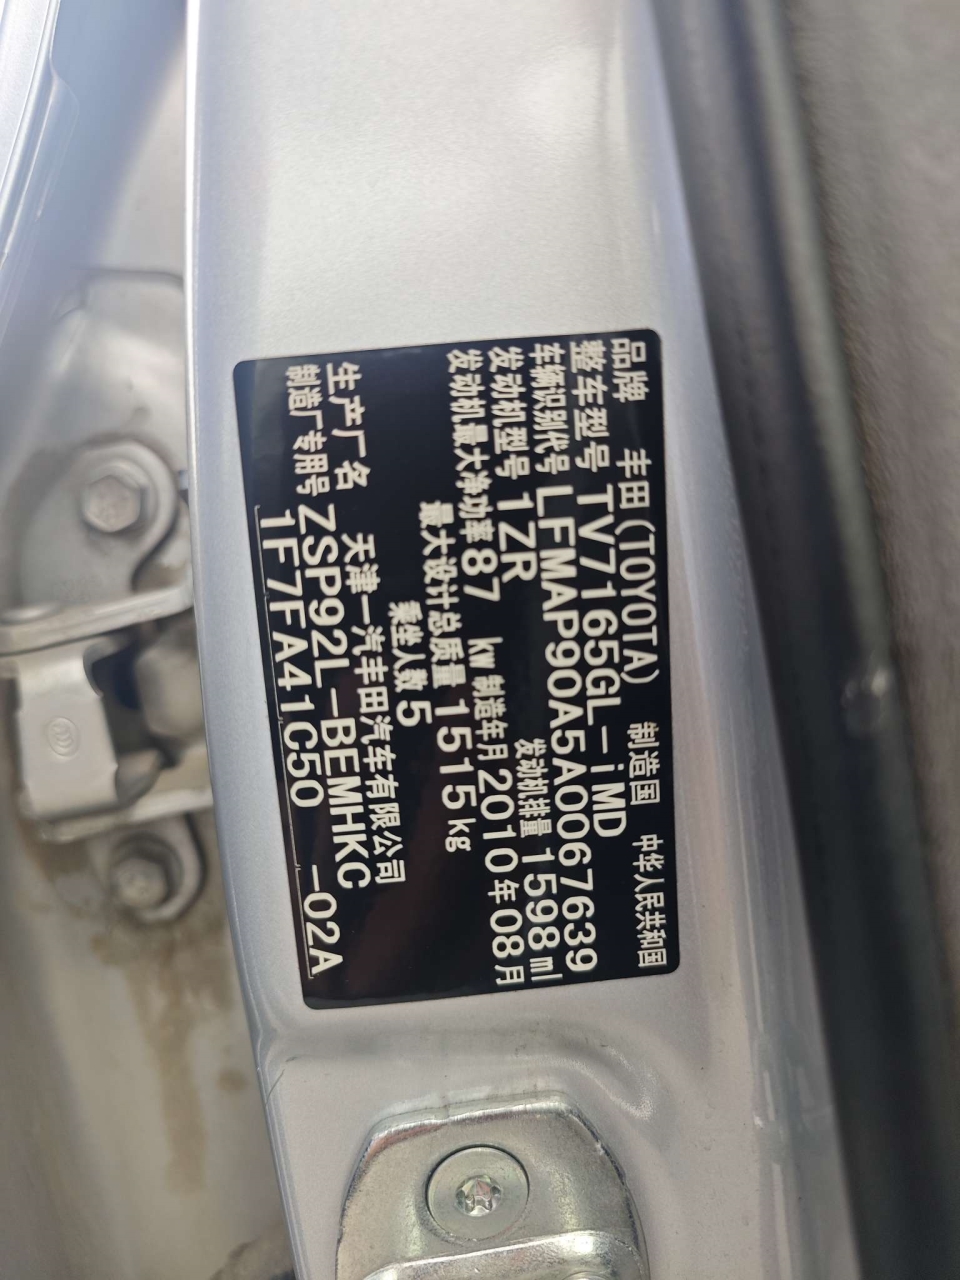 品牌 丰田(TOYOTA) 制造国 中华人民共和国
整车型号 TV7165GL-iMD
车辆识别代号 LFMAP90A5A0067639
发动机型号 1ZR 发动机排量 1598ml
发动机最大净功率 87 kw 制造年月 2010年08月
最大设计总质量 1515kg
乘坐人数 5
生产厂名 天津一汽丰田汽车有限公司
制造厂专用号 ZSP92L-BEMHKC
1F7FA41C50 -02A